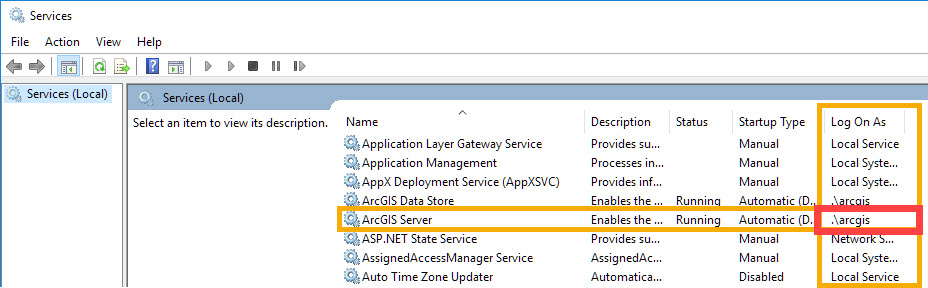 Services
File Action View Help
Services (Local) Services (Local)
Select an item to view its description.
Name Description Status Startup Type Log On As
Application Layer Gateway Service Provides su... Manual Local Service
Application Management Processes in... Manual Local Syste...
AppX Deployment Service (AppXSVC) Provides inf... Manual Local Syste...
ArcGIS Data Store Enables the ... Running Automatic (D... .\arcgis
ArcGIS Server Enables the ... Running Automatic (D... .\arcgis
ASP.NET State Service Provides su... Manual Network S...
AssignedAccessManager Service AssignedAc... Manual Local Syste...
Auto Time Zone Updater Automatica... Disabled Local Service